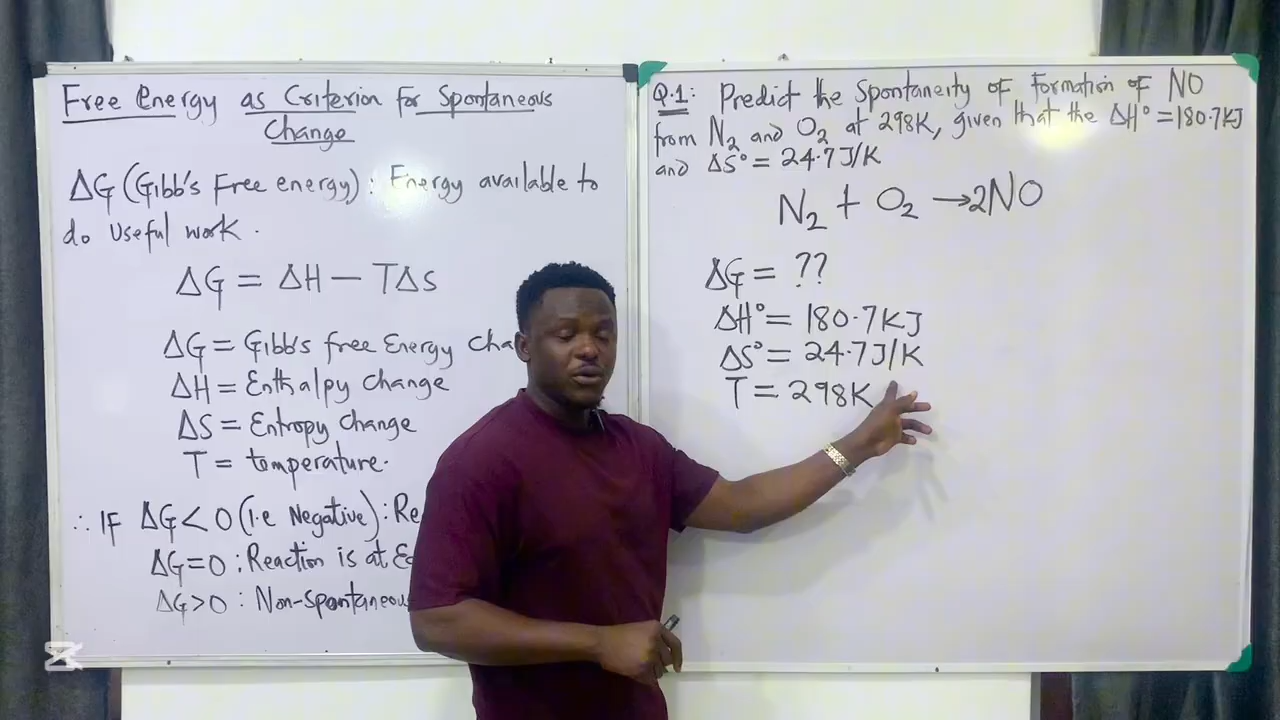 Free Energy as Criterion for Spontaneous
Change
ΔG (Gibb's Free energy): Energy available to
do useful work.
ΔG = ΔH - TΔS
ΔG = Gibb's free Energy
ΔH = Enthalpy change
ΔS = Entropy change
T = temperature.
∴ IF ΔG < 0 (i.e Negative):
ΔG = 0 : Reaction is at
ΔG > 0 : Non-Spontaneous
Q.1: Predict the Spontaneity of Formation of NO
from N₂ and O₂ at 298K, given that the ΔH° = 180.7KJ
and ΔS° = 24.7J/K
N₂ + O₂ → 2NO
ΔG = ??
ΔH° = 180.7KJ
ΔS° = 24.7J/K
T = 298K